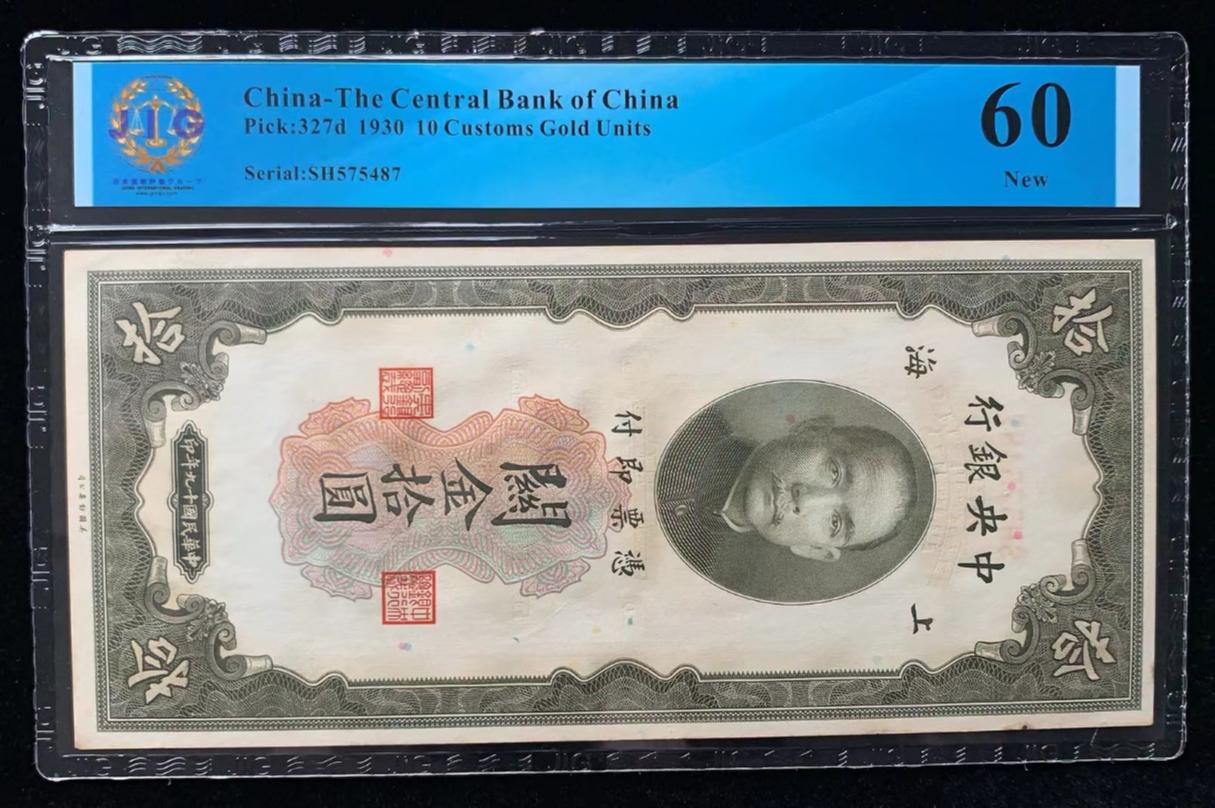 JIG
China-The Central Bank of China
Pick:327d 1930 10 Customs Gold Units
Serial:SH575487
60
New
拾
拾
中央銀行
上海
憑票即付
關金拾圓
中華民國十九年印
拾
拾